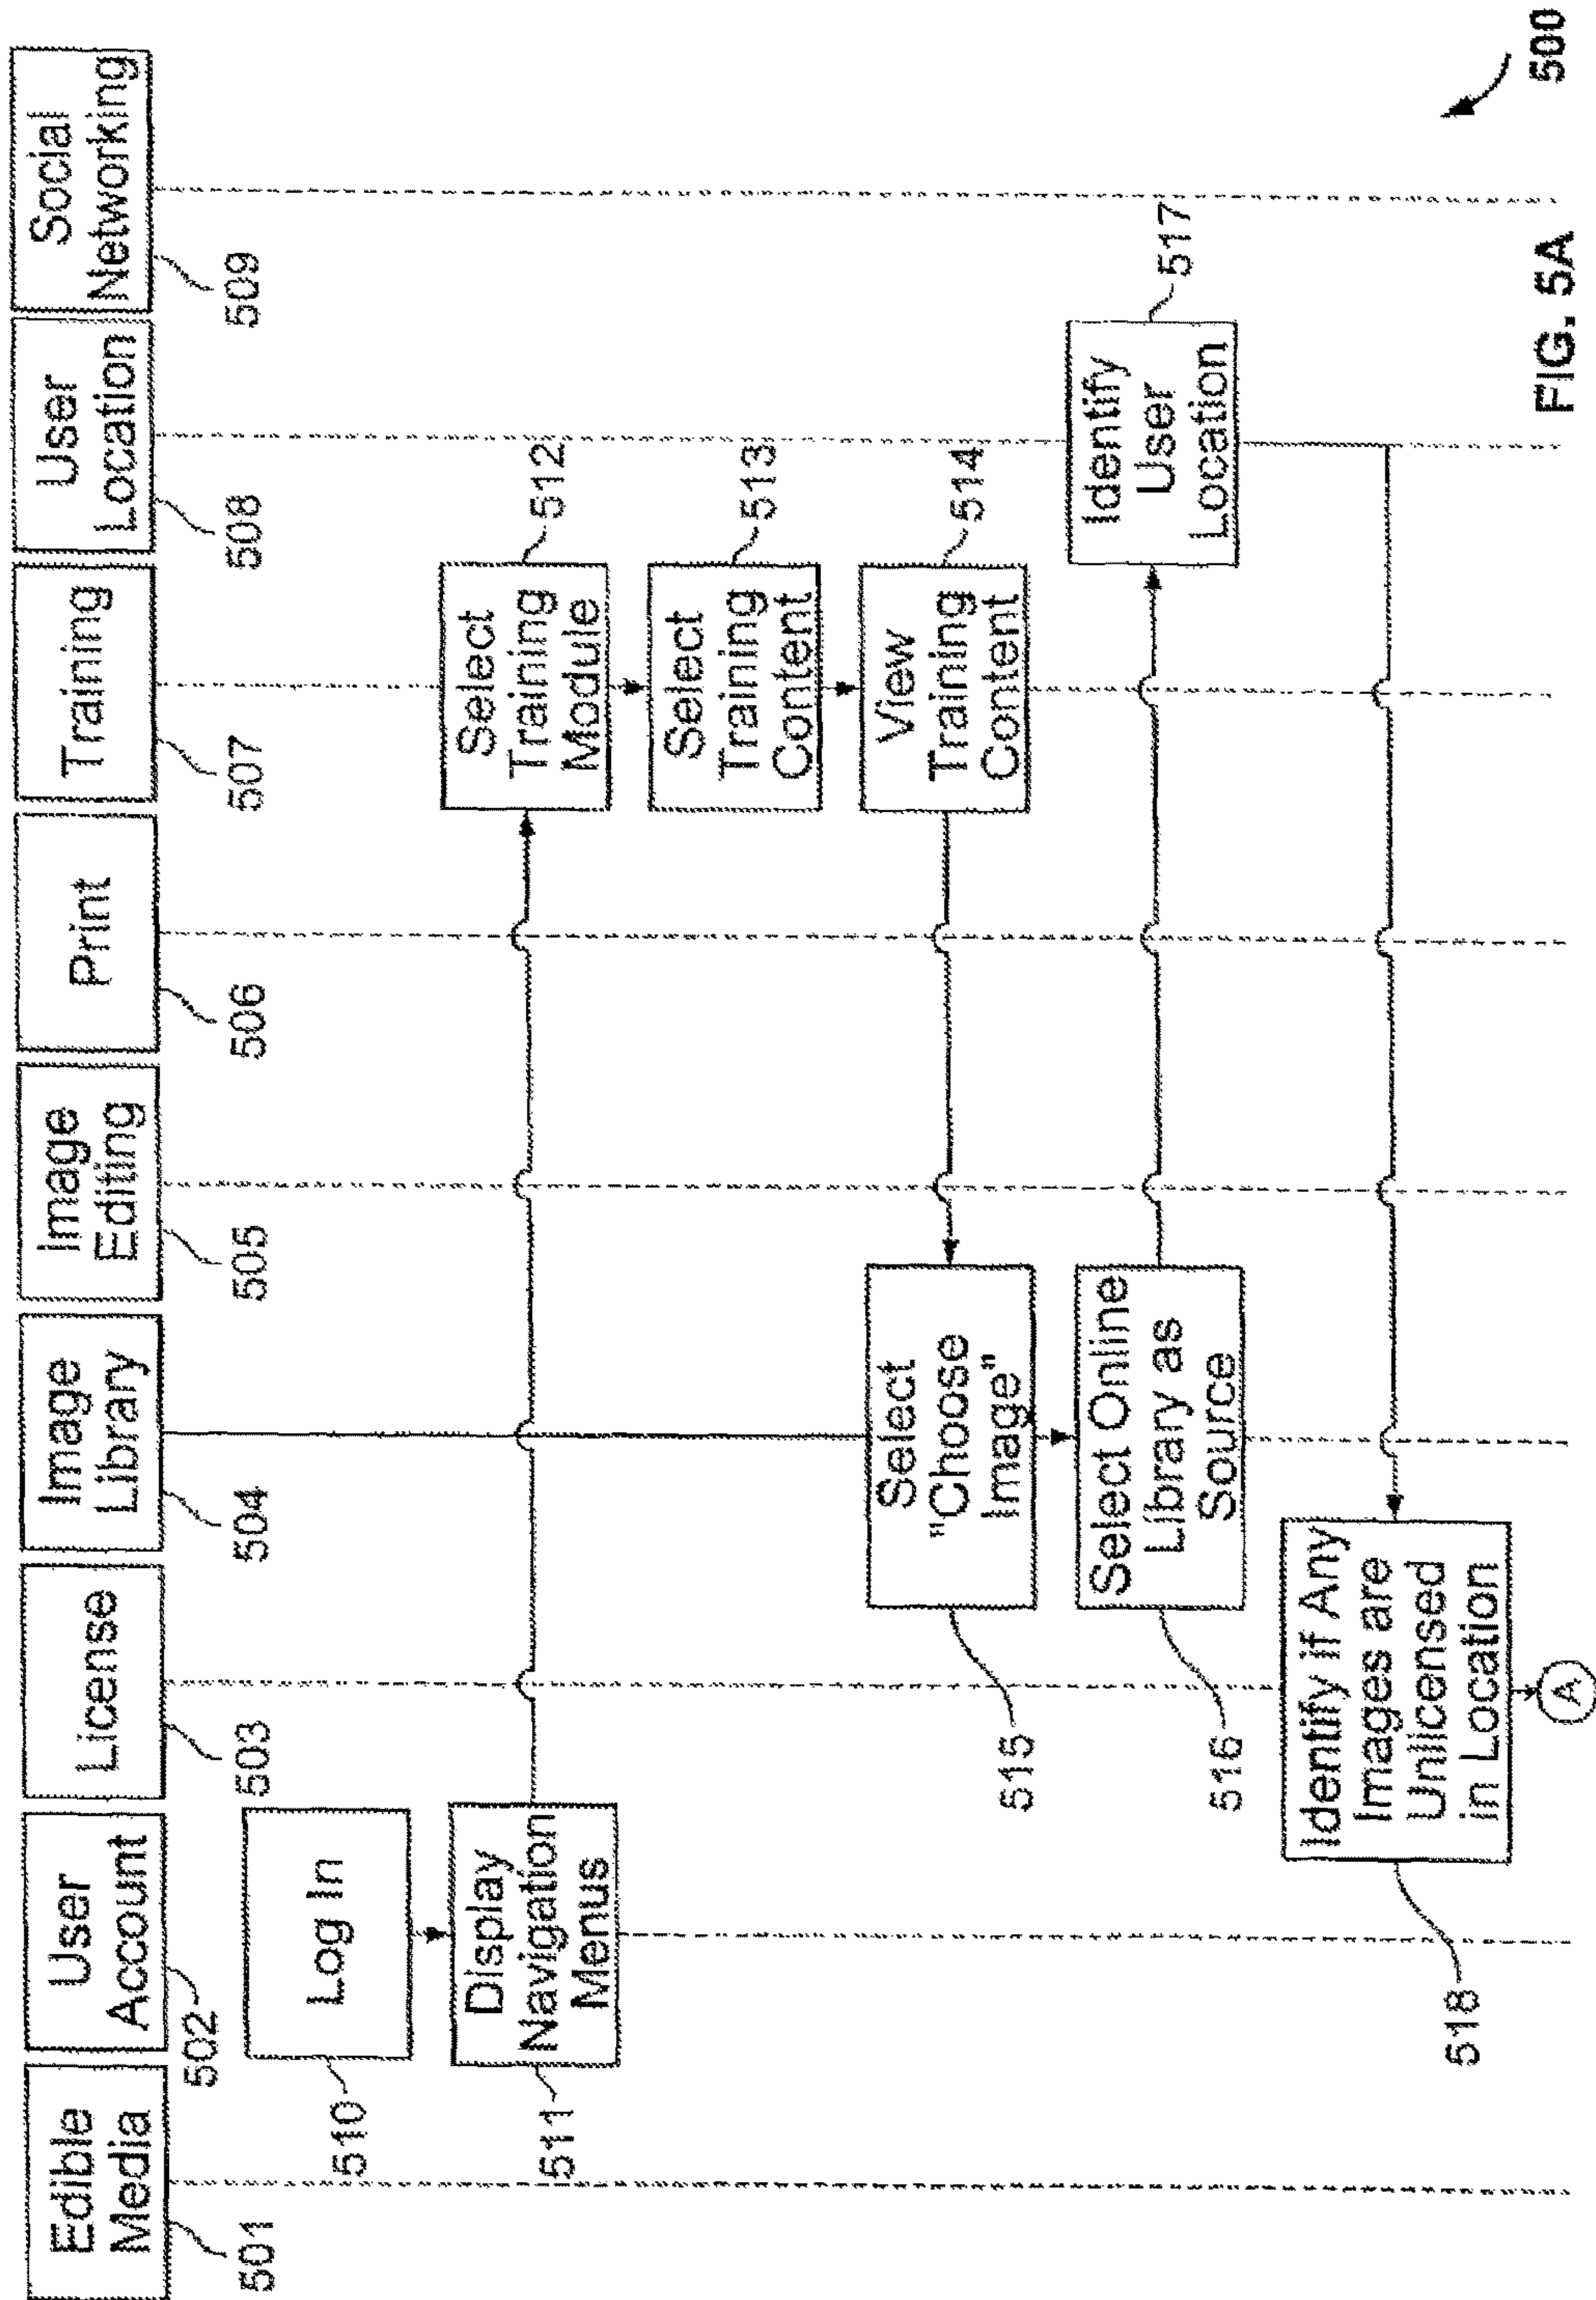 Edible
Media
501
User
Account
502
License
503
Image
Library
504
Image
Editing
505
Print
506
Training
507
User
Location
508
Social
Networking
509
Log In
510
Display
Navigation
Menus
511
Select
Training
Module
512
Select
Training
Content
513
View
Training
Content
514
Select
"Choose
Image"
515
Select Online
Library as
Source
516
Identify
User
Location
517
Identify if Any
Images are
Unlicensed
in Location
518
A
FIG. 5A
500